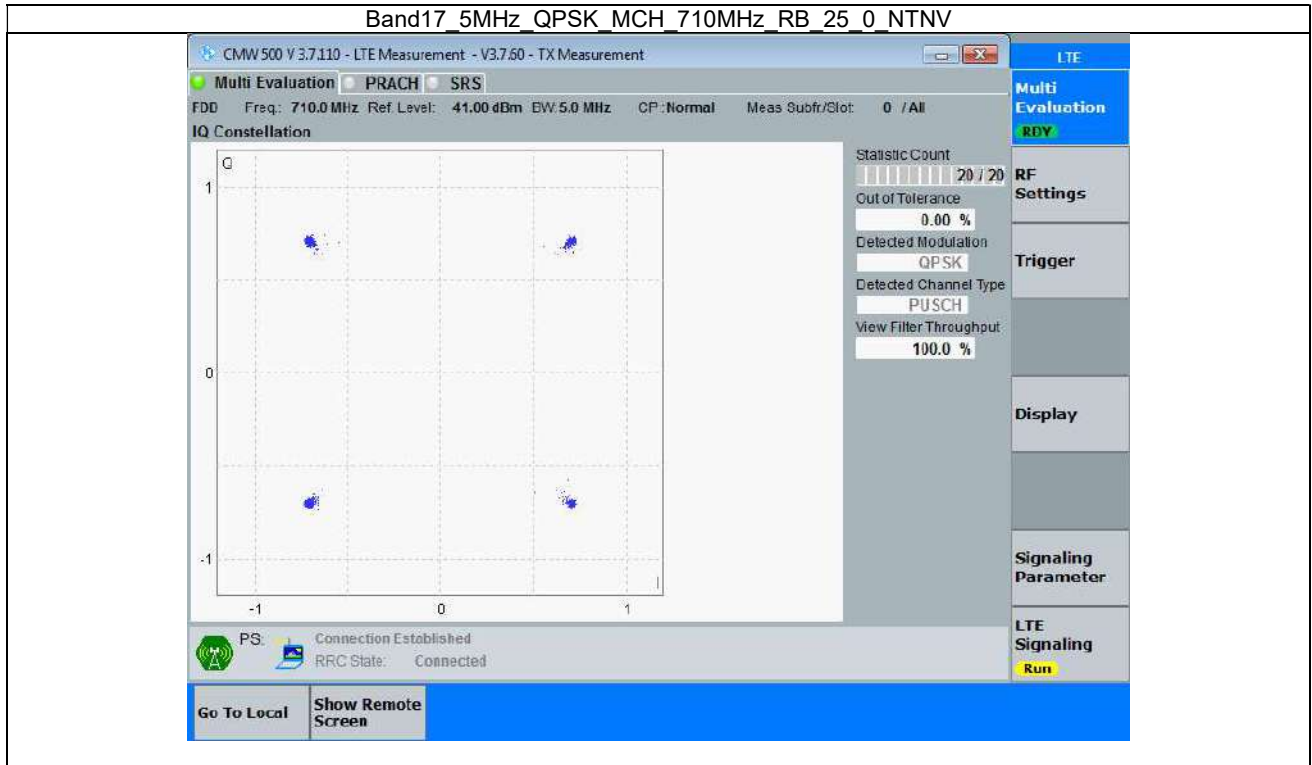 Band17_5MHz_QPSK_MCH_710MHz_RB_25_0_NTNV
CMW 500 V 3.7.110 - LTE Measurement - V3.7.60 - TX Measurement
LTE
Multi Evaluation PRACH SRS
Multi
Evaluation
RDY
FDD Freq.: 710.0 MHz Ref. Level: 41.00 dBm BW: 5.0 MHz CP: Normal Meas Subfr./Slot: 0 / All
IQ Constellation
Q
1
0
-1
-1 0 1
I
Statistic Count
20 / 20
Out of Tolerance
0.00 %
Detected Modulation
QPSK
Detected Channel Type
PUSCH
View Filter Throughput
100.0 %
RF
Settings
Trigger
Display
Signaling
Parameter
LTE
Signaling
Run
PS: Connection Established
RRC State: Connected
Go To Local
Show Remote
Screen